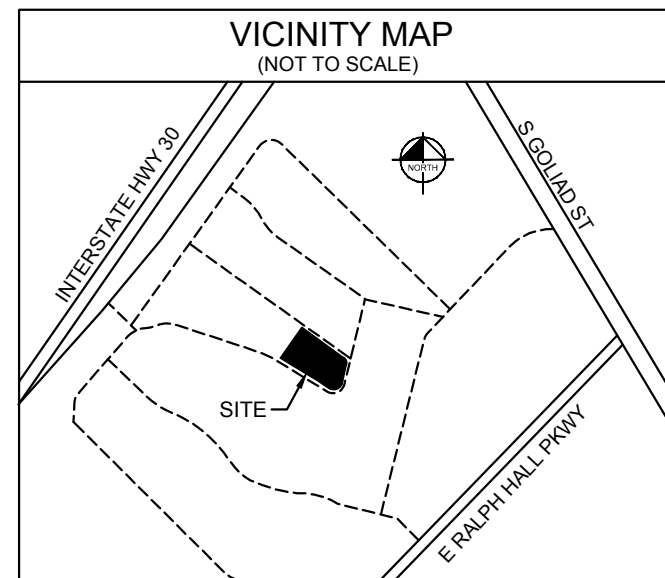 VICINITY MAP
(NOT TO SCALE)
INTERSTATE HWY 30
NORTH
S GOLIAD ST
SITE
E RALPH HALL PKWY